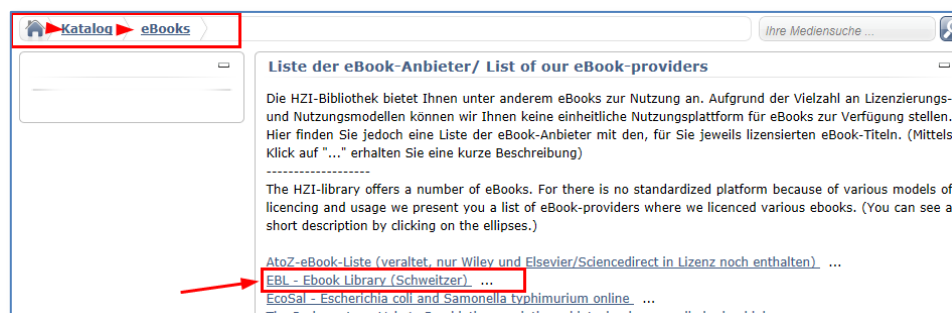 Katalog eBooks
Ihre Mediensuche ...
Liste der eBook-Anbieter/ List of our eBook-providers
Die HZI-Bibliothek bietet Ihnen unter anderem eBooks zur Nutzung an. Aufgrund der Vielzahl an Lizenzierungs-
und Nutzungsmodellen können wir Ihnen keine einheitliche Nutzungsplattform für eBooks zur Verfügung stellen.
Hier finden Sie jedoch eine Liste der eBook-Anbieter mit den, für Sie jeweils lizensierten eBook-Titeln. (Mittels
Klick auf "..." erhalten Sie eine kurze Beschreibung)
-------------------
The HZI-library offers a number of eBooks. For there is no standardized platform because of various models of
licencing and usage we present you a list of eBook-providers where we licenced various ebooks. (You can see a
short description by clicking on the ellipses.)
AtoZ-eBook-Liste (veraltet, nur Wiley und Elsevier/Sciencedirect in Lizenz noch enthalten) ...
EBL - Ebook Library (Schweitzer) ...
EcoSal - Escherichia coli and Samonella typhimurium online ...